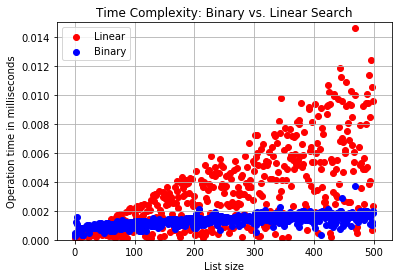 Time Complexity: Binary vs. Linear Search
Linear
Binary
Operation time in milliseconds
0.014
0.012
0.010
0.008
0.006
0.004
0.002
0.000
0
100
200
300
400
500
List size